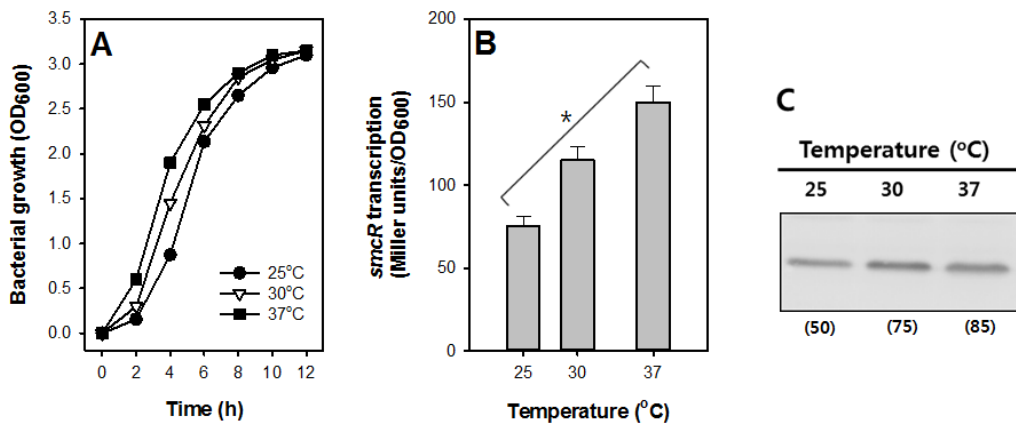 A
Bacterial growth (OD600)
3.5
3.0
2.5
2.0
1.5
1.0
0.5
0.0
25°C
30°C
37°C
0 2 4 6 8 10 12
Time (h)
B
smcR transcription
(Miller units/OD600)
200
150
100
50
0
*
25 30 37
Temperature (°C)
C
Temperature (°C)
25 30 37
(50) (75) (85)